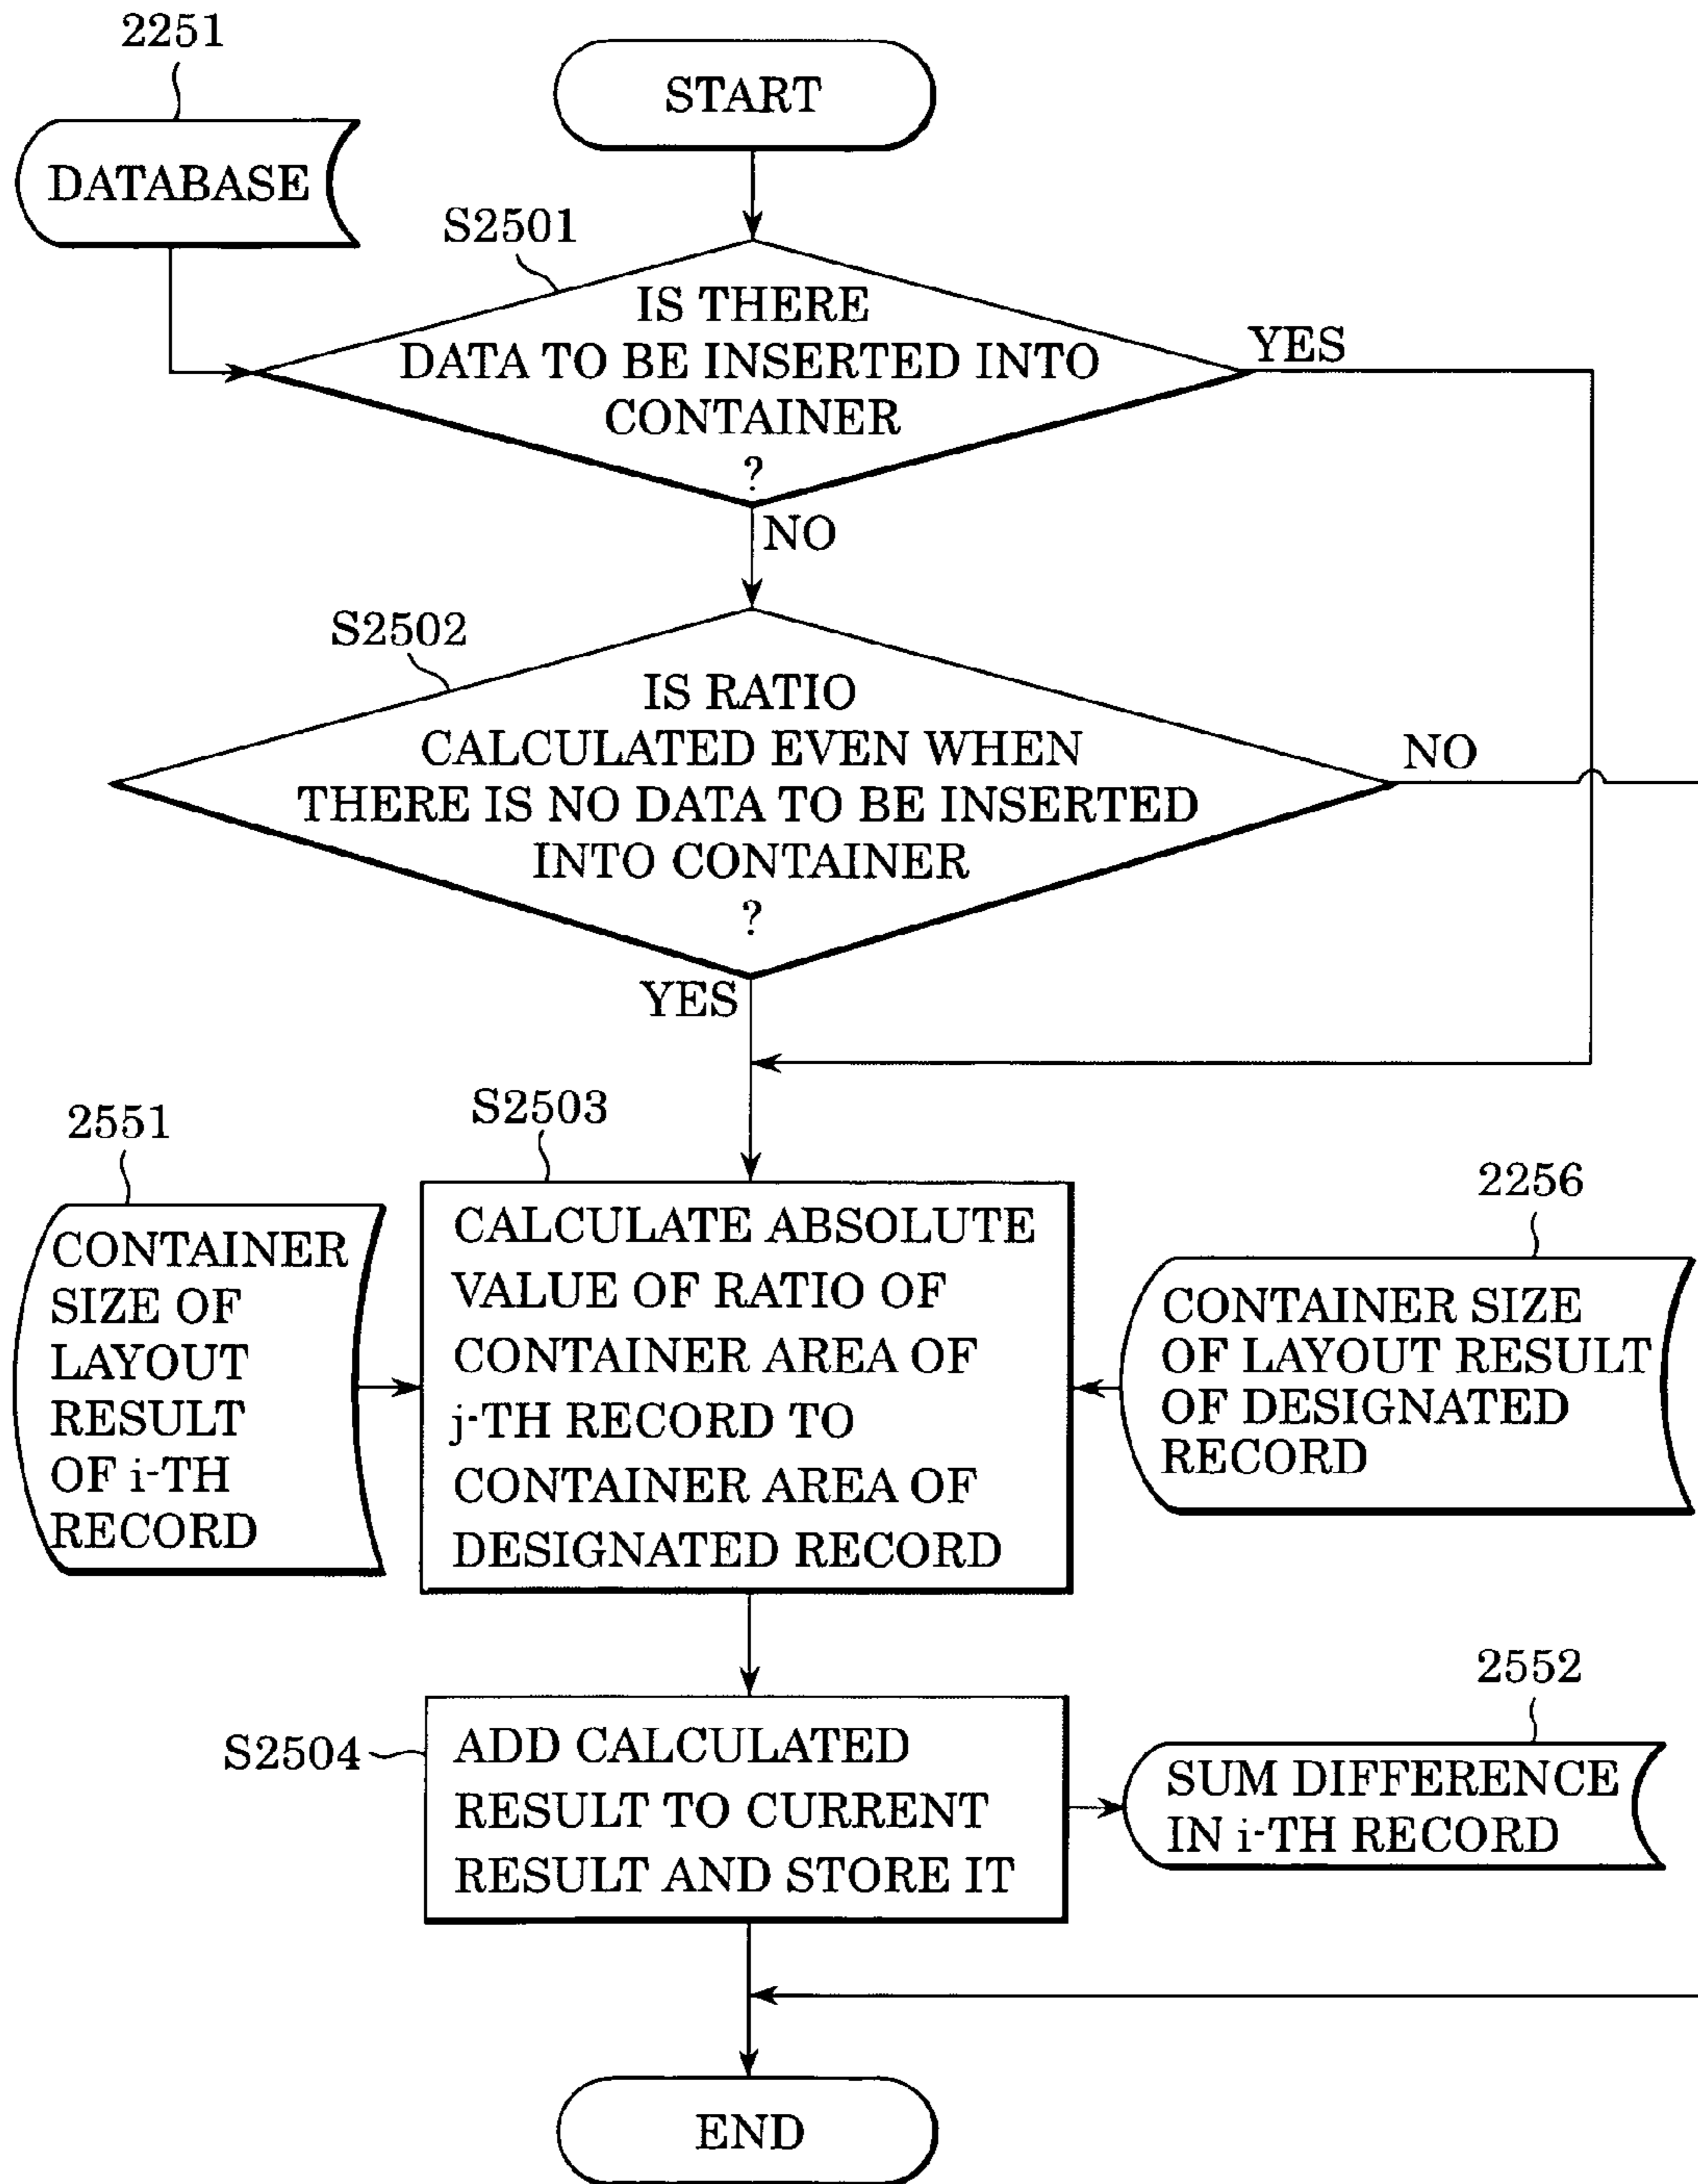 2251
START
DATABASE
S2501
IS THERE
DATA TO BE INSERTED INTO
CONTAINER
?
YES
NO
S2502
IS RATIO
CALCULATED EVEN WHEN
THERE IS NO DATA TO BE INSERTED
INTO CONTAINER
?
NO
YES
2551
CONTAINER
SIZE OF
LAYOUT
RESULT
OF i-TH
RECORD
S2503
CALCULATE ABSOLUTE
VALUE OF RATIO OF
CONTAINER AREA OF
j-TH RECORD TO
CONTAINER AREA OF
DESIGNATED RECORD
2256
CONTAINER SIZE
OF LAYOUT RESULT
OF DESIGNATED
RECORD
S2504
ADD CALCULATED
RESULT TO CURRENT
RESULT AND STORE IT
2552
SUM DIFFERENCE
IN i-TH RECORD
END